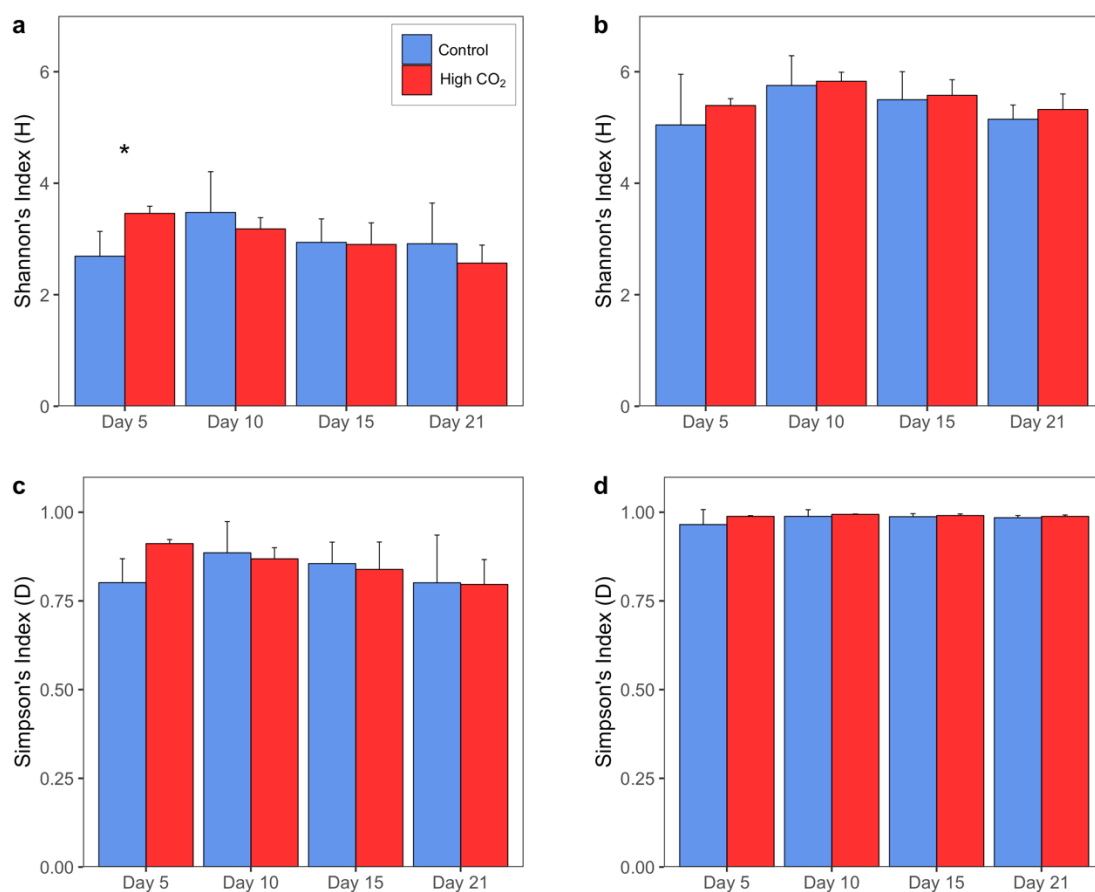 a
Control
High CO₂
*
Shannon's Index (H)
6
4
2
0
Day 5 Day 10 Day 15 Day 21
b
Shannon's Index (H)
6
4
2
0
Day 5 Day 10 Day 15 Day 21
c
Simpson's Index (D)
1.00
0.75
0.50
0.25
0.00
Day 5 Day 10 Day 15 Day 21
d
Simpson's Index (D)
1.00
0.75
0.50
0.25
0.00
Day 5 Day 10 Day 15 Day 21